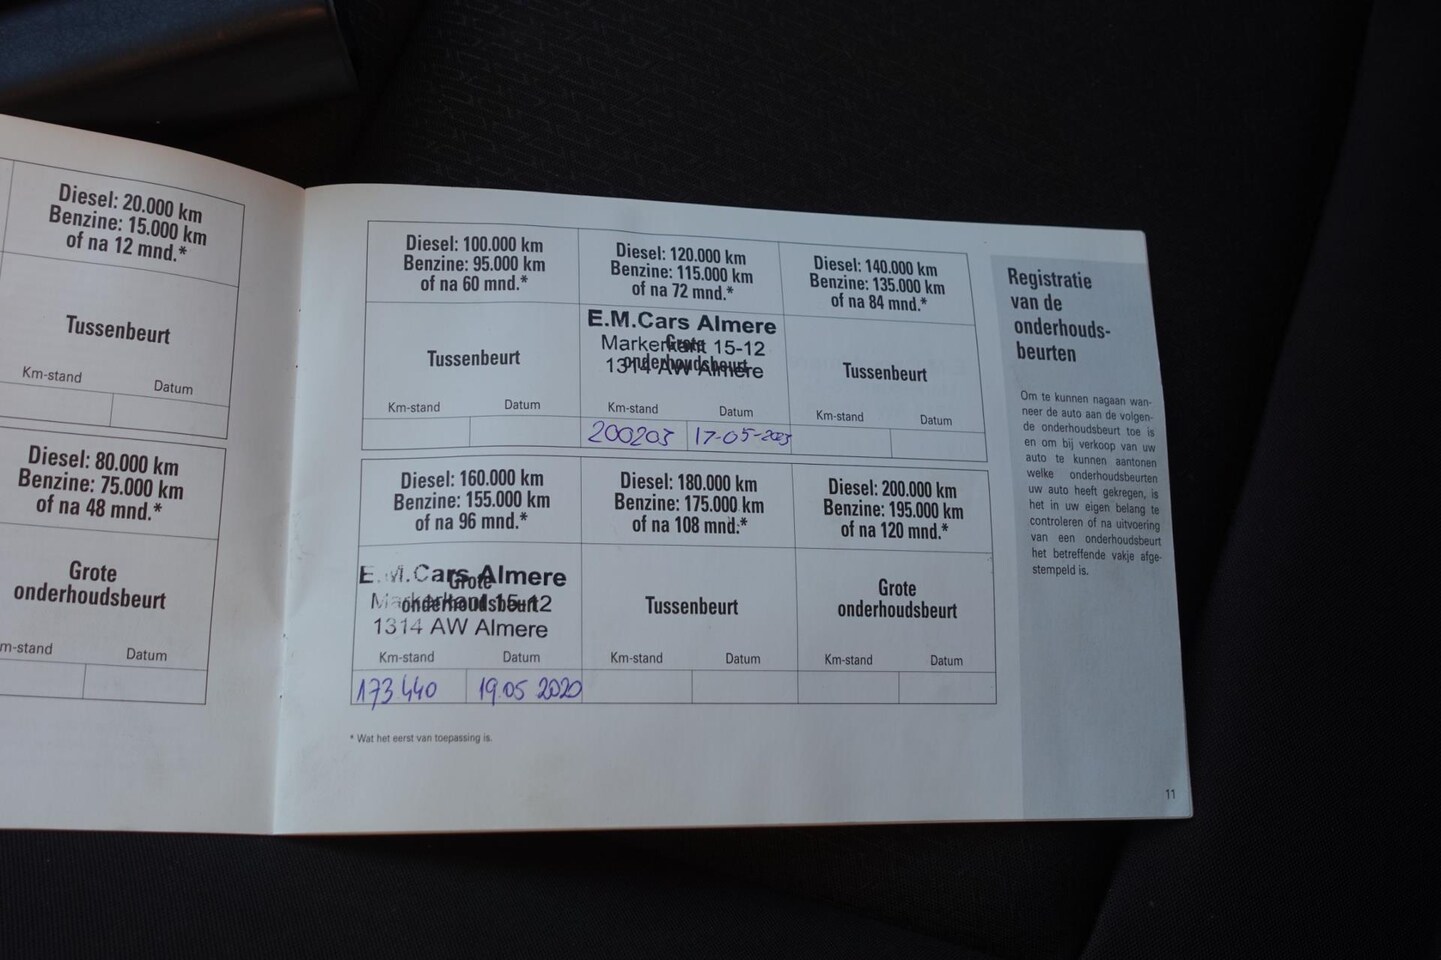 Diesel: 20.000 km
Benzine: 15.000 km
of na 12 mnd.*
Tussenbeurt
Km-stand Datum
Diesel: 80.000 km
Benzine: 75.000 km
of na 48 mnd.*
Grote
onderhoudsbeurt
m-stand Datum
Diesel: 100.000 km
Benzine: 95.000 km
of na 60 mnd.*
Tussenbeurt
Km-stand Datum
Diesel: 120.000 km
Benzine: 115.000 km
of na 72 mnd.*
E.M.Cars Almere
Markerkant 15-12
1314 AW Almere
Grote
onderhoudsbeurt
Km-stand Datum
200203 17-05-2023
Diesel: 140.000 km
Benzine: 135.000 km
of na 84 mnd.*
Tussenbeurt
Km-stand Datum
Diesel: 160.000 km
Benzine: 155.000 km
of na 96 mnd.*
E.M.Cars Almere
Markerkant 15-12
1314 AW Almere
Grote
onderhoudsbeurt
Km-stand Datum
173440 19.05 2020
Diesel: 180.000 km
Benzine: 175.000 km
of na 108 mnd.*
Tussenbeurt
Km-stand Datum
Diesel: 200.000 km
Benzine: 195.000 km
of na 120 mnd.*
Grote
onderhoudsbeurt
Km-stand Datum
* Wat het eerst van toepassing is.
Registratie
van de
onderhouds-
beurten
Om te kunnen nagaan wan-
neer de auto aan de volgen-
de onderhoudsbeurt toe is
en om bij verkoop van uw
auto te kunnen aantonen
welke onderhoudsbeurten
uw auto heeft gekregen, is
het in uw eigen belang te
controleren of na uitvoering
van een onderhoudsbeurt
het betreffende vakje afge-
stempeld is.
11